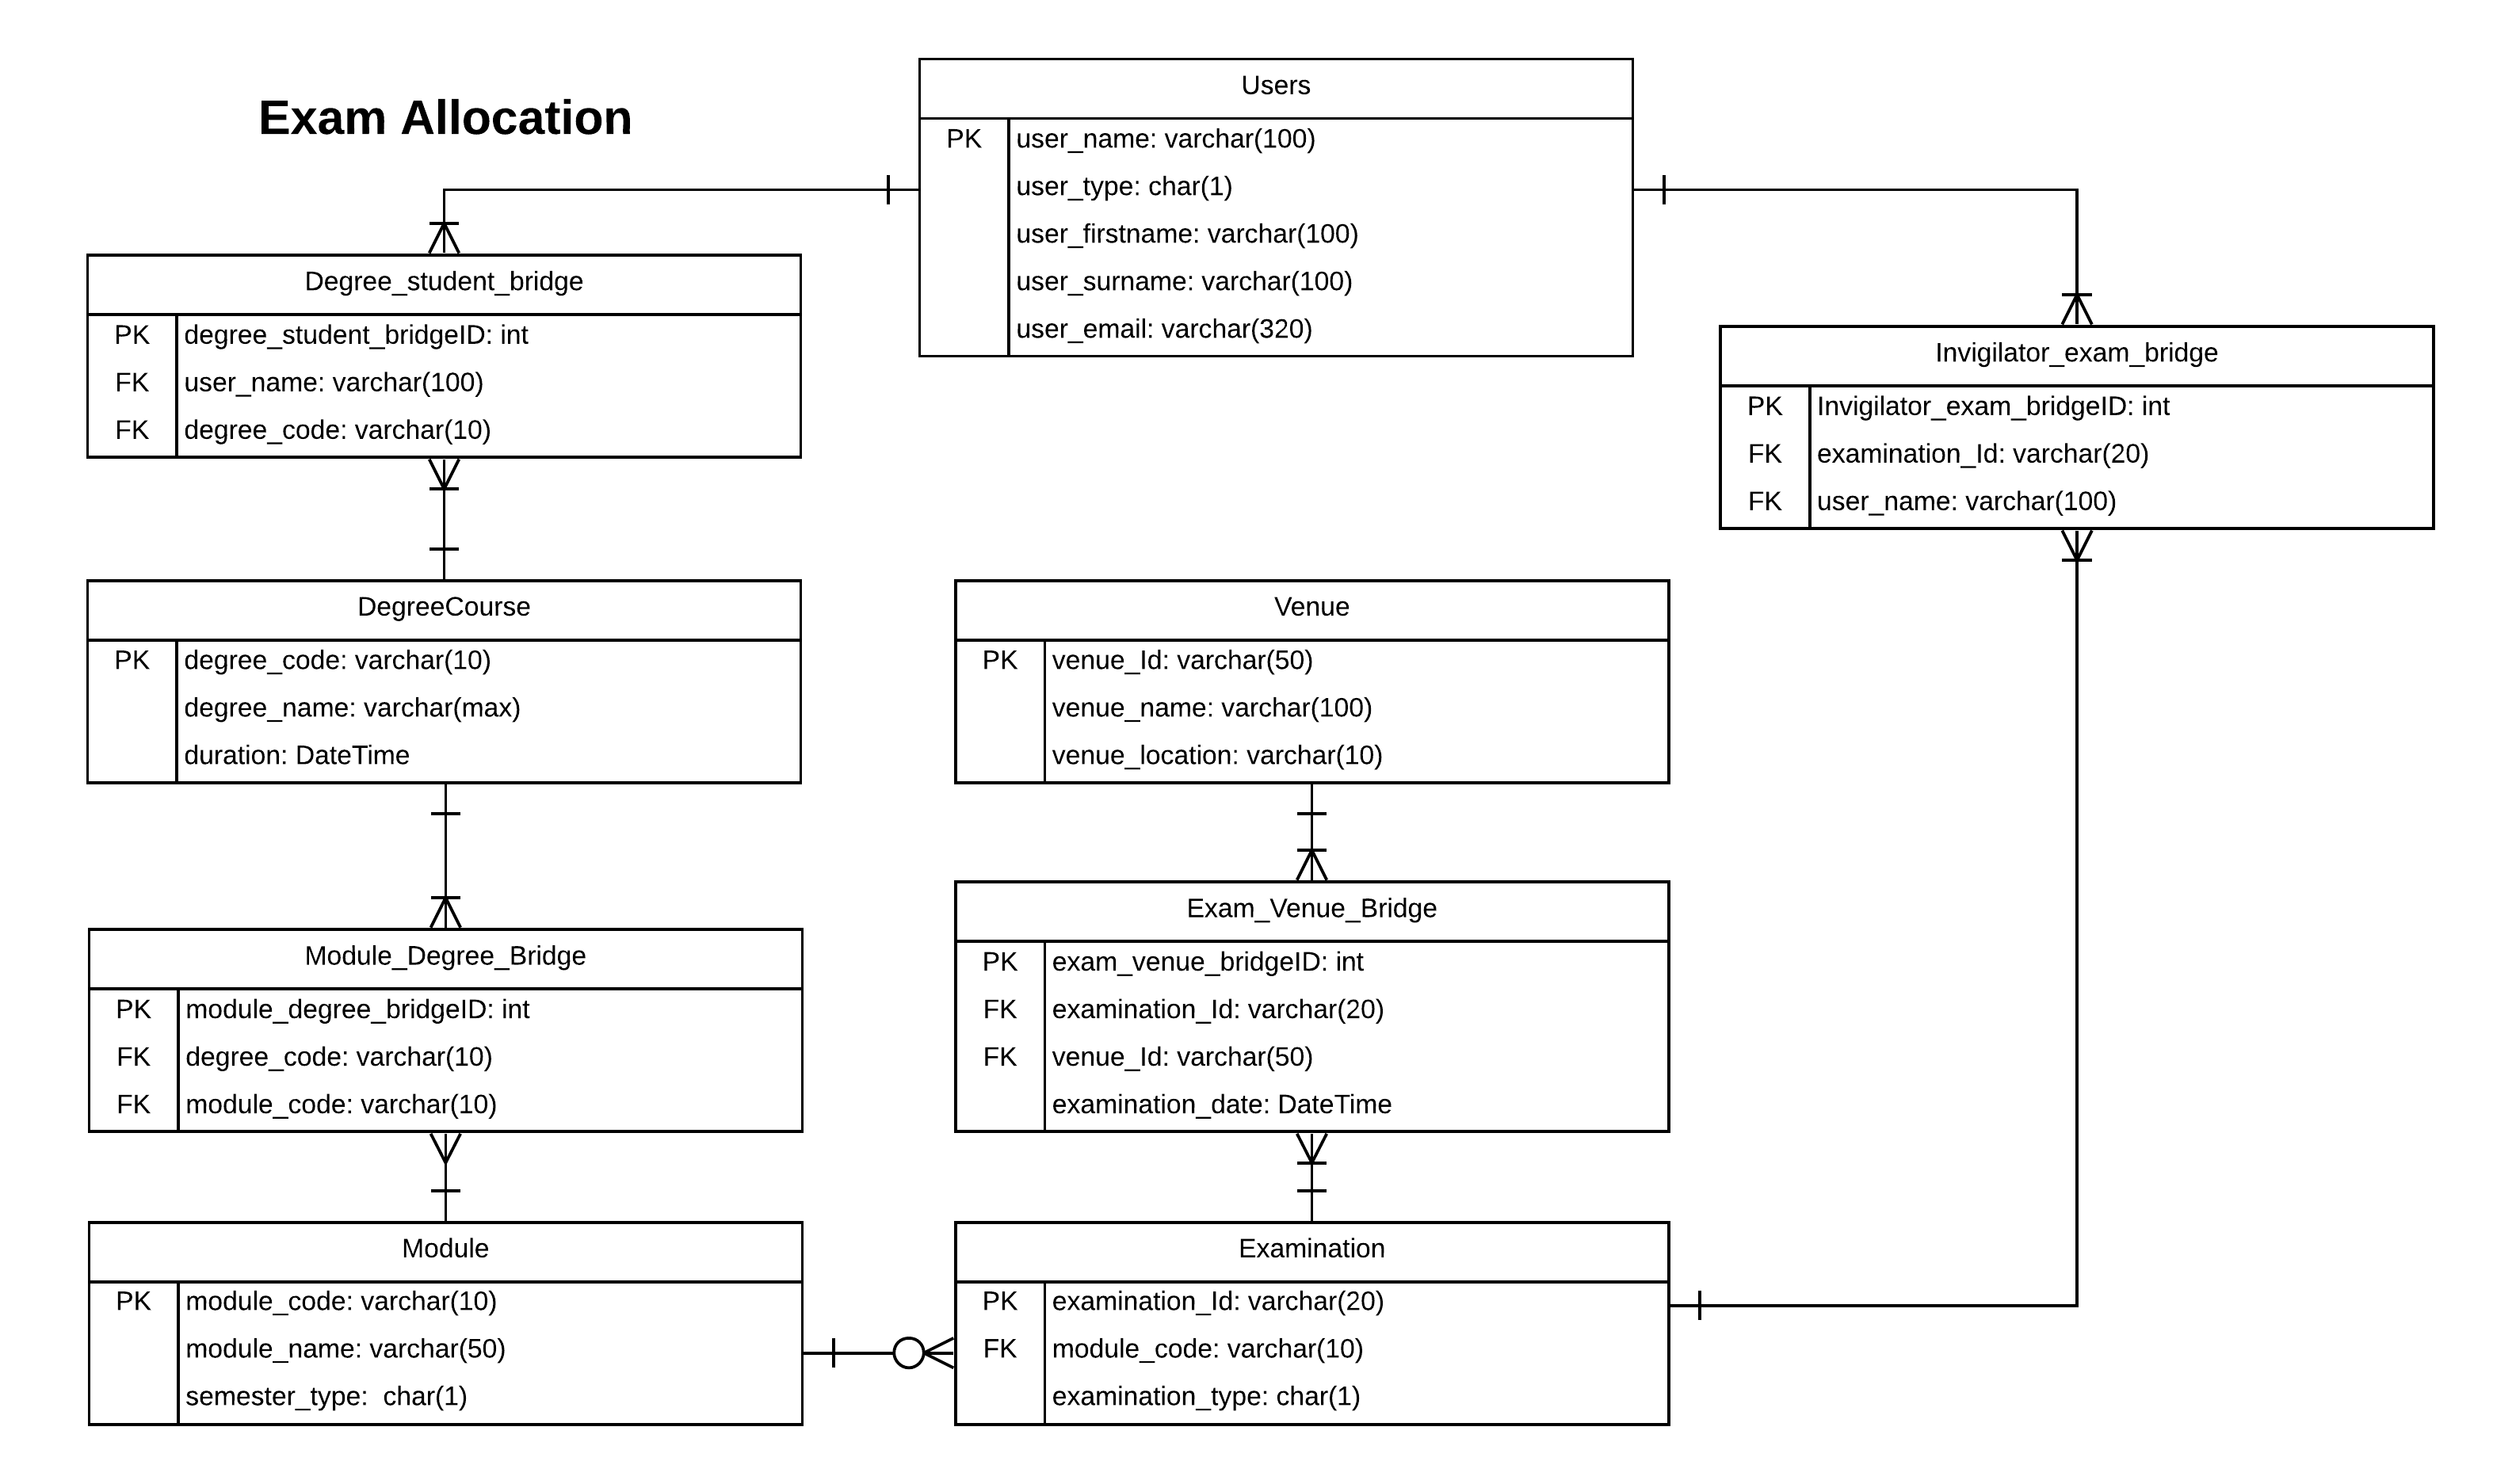 Exam Allocation
Users
PK user_name: varchar(100)
user_type: char(1)
user_firstname: varchar(100)
user_surname: varchar(100)
user_email: varchar(320)
Degree_student_bridge
PK degree_student_bridgeID: int
FK user_name: varchar(100)
FK degree_code: varchar(10)
Invigilator_exam_bridge
PK Invigilator_exam_bridgeID: int
FK examination_Id: varchar(20)
FK user_name: varchar(100)
DegreeCourse
PK degree_code: varchar(10)
degree_name: varchar(max)
duration: DateTime
Venue
PK venue_Id: varchar(50)
venue_name: varchar(100)
venue_location: varchar(10)
Module_Degree_Bridge
PK module_degree_bridgeID: int
FK degree_code: varchar(10)
FK module_code: varchar(10)
Exam_Venue_Bridge
PK exam_venue_bridgeID: int
FK examination_Id: varchar(20)
FK venue_Id: varchar(50)
examination_date: DateTime
Module
PK module_code: varchar(10)
module_name: varchar(50)
semester_type:  char(1)
Examination
PK examination_Id: varchar(20)
FK module_code: varchar(10)
examination_type: char(1)